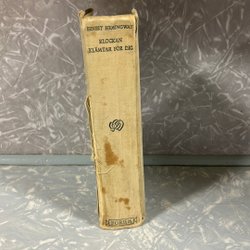 ERNEST HEMINGWAY
KLOCKAN
KLÄMTAR FÖR DIG